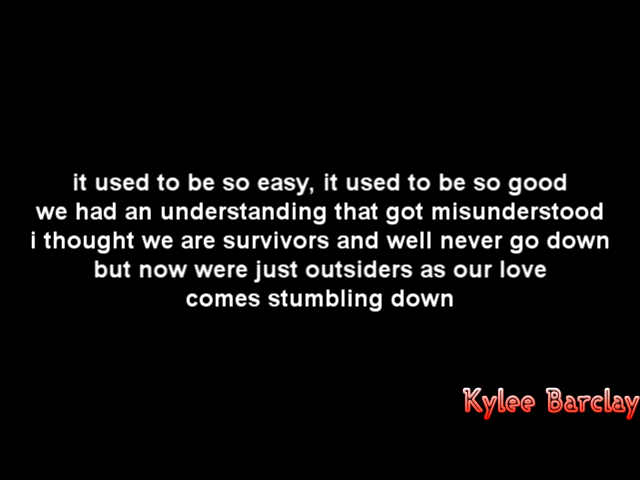 it used to be so easy, it used to be so good
we had an understanding that got misunderstood
i thought we are survivors and well never go down
but now were just outsiders as our love
comes stumbling down
Kylee Barclay